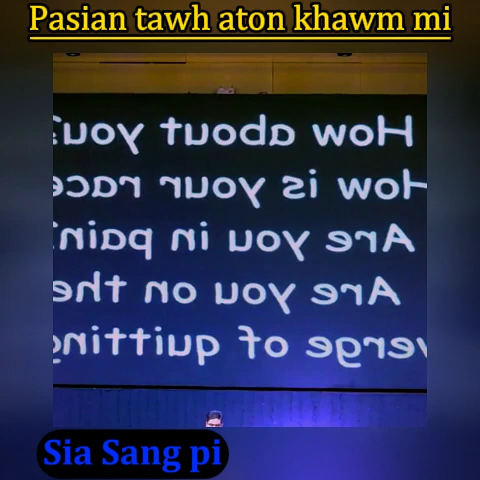 Pasian tawh aton khawm mi
How about you?
How is your race
Are you in pain?
Are you on the
verge of quitting
Sia Sang pi